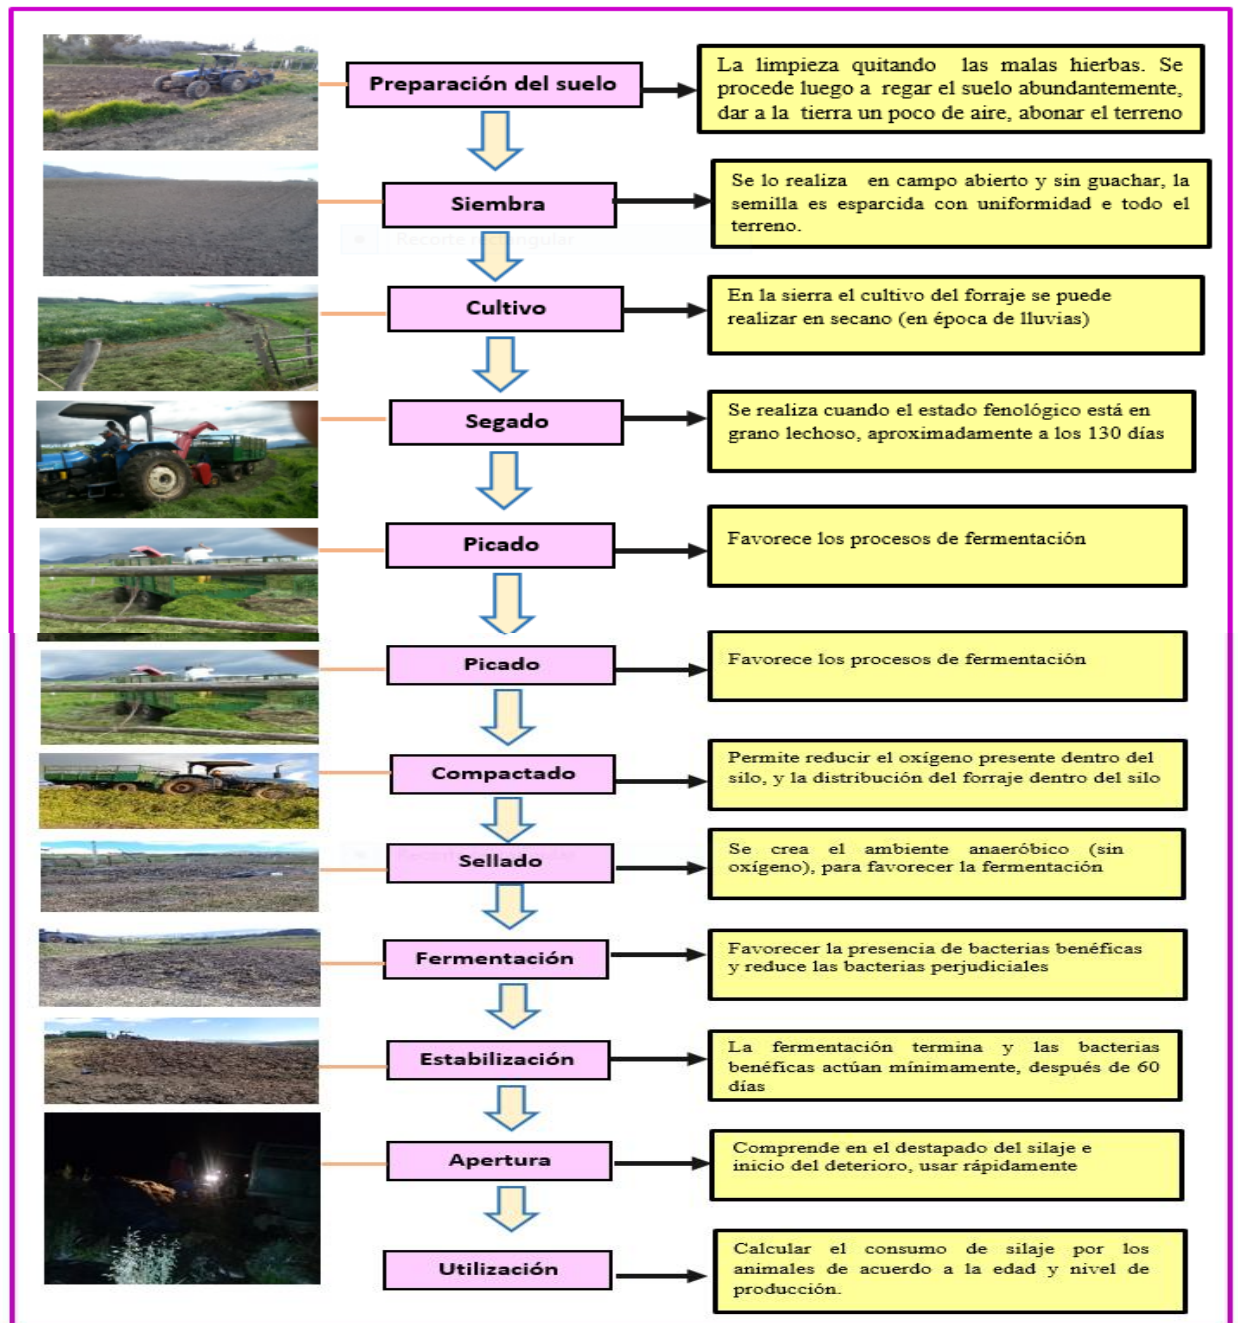 Preparación del suelo
La limpieza quitando las malas hierbas. Se
procede luego a regar el suelo abundantemente,
dar a la tierra un poco de aire, abonar el terreno
Siembra
Se lo realiza en campo abierto y sin guachar, la
semilla es esparcida con uniformidad e todo el
terreno.
Recorte rectangular
Cultivo
En la sierra el cultivo del forraje se puede
realizar en secano (en época de lluvias)
Segado
Se realiza cuando el estado fenológico está en
grano lechoso, aproximadamente a los 130 días
Picado
Favorece los procesos de fermentación
Picado
Favorece los procesos de fermentación
Compactado
Permite reducir el oxígeno presente dentro del
silo, y la distribución del forraje dentro del silo
Sellado
Se crea el ambiente anaeróbico (sin
oxígeno), para favorecer la fermentación
Fermentación
Favorecer la presencia de bacterias benéficas
y reduce las bacterias perjudiciales
Estabilización
La fermentación termina y las bacterias
benéficas actúan mínimamente, después de 60
días
Apertura
Comprende en el destapado del silaje e
inicio del deterioro, usar rápidamente
Utilización
Calcular el consumo de silaje por los
animales de acuerdo a la edad y nivel de
producción.